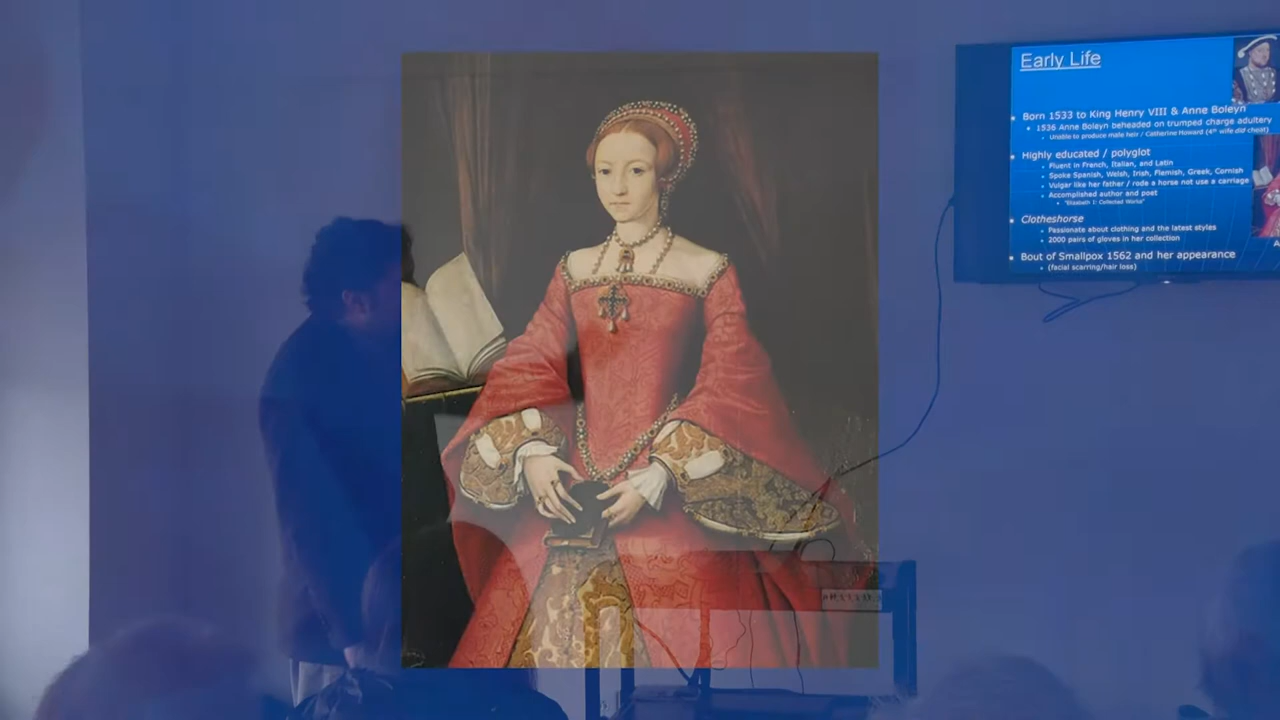 Early Life
Born 1533 to King Henry VIII & Anne Boleyn
1536 Anne Boleyn beheaded on trumped charge adultery
Unable to produce male heir / Catherine Howard (4th wife did cheat)
Highly educated / polyglot
Fluent in French, Italian, and Latin
Spoke Spanish, Welsh, Irish, Flemish, Greek, Cornish
Vulgar like her father / rode a horse not use a carriage
Accomplished author and poet
"Elizabeth I: Collected Works"
Clotheshorse
Passionate about clothing and the latest styles
2000 pairs of gloves in her collection
Bout of Smallpox 1562 and her appearance
(facial scarring/hair loss)